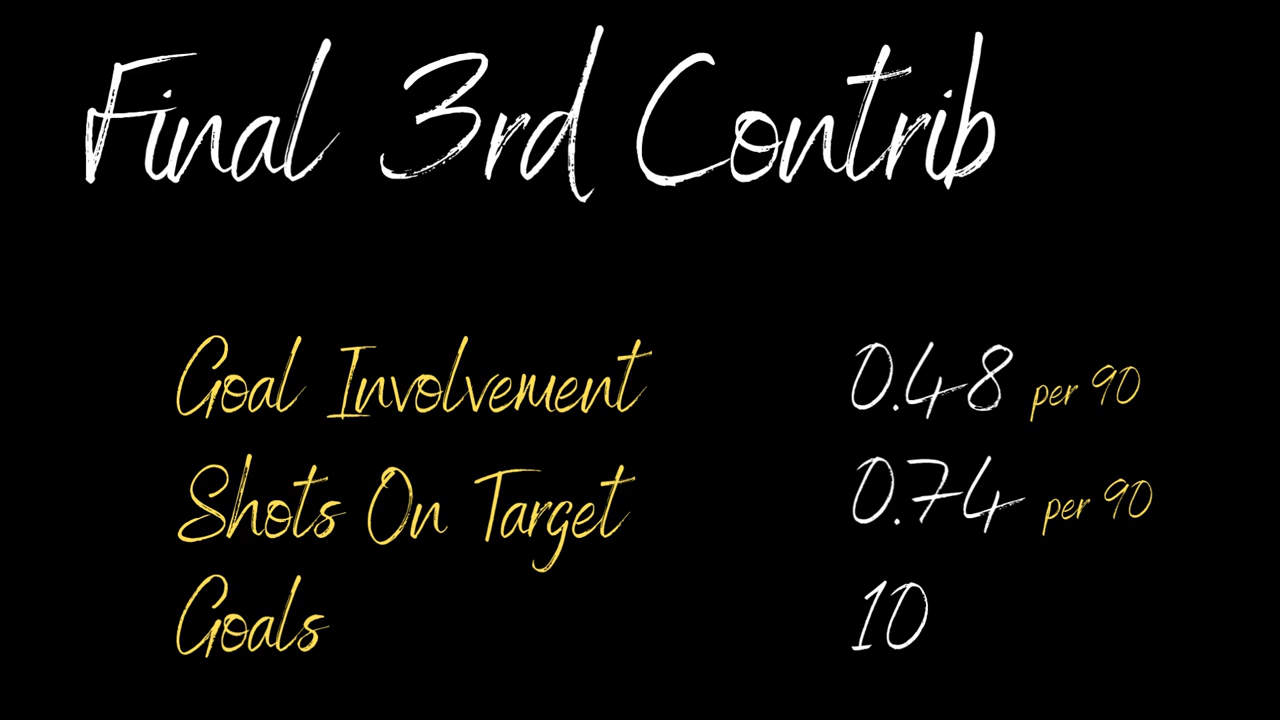 Final 3rd Contrib
Goal Involvement 0.48 per 90
Shots On Target 0.74 per 90
Goals 10